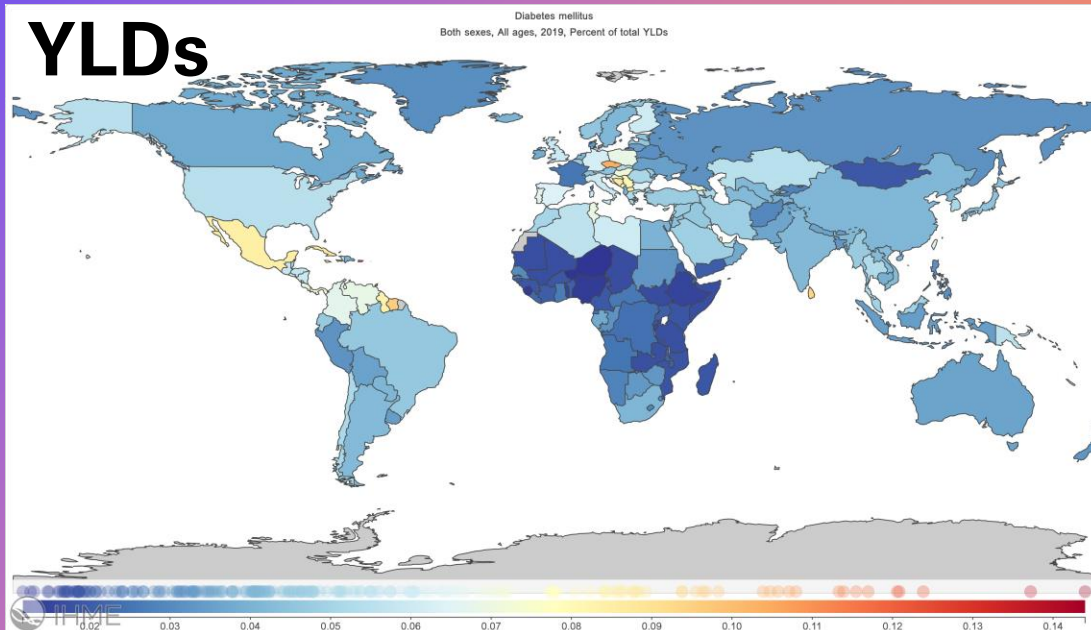 Diabetes mellitus
Both sexes, All ages, 2019, Percent of total YLDs
YLDs
IHME
0.02 0.03 0.04 0.05 0.06 0.07 0.08 0.09 0.10 0.11 0.12 0.13 0.14